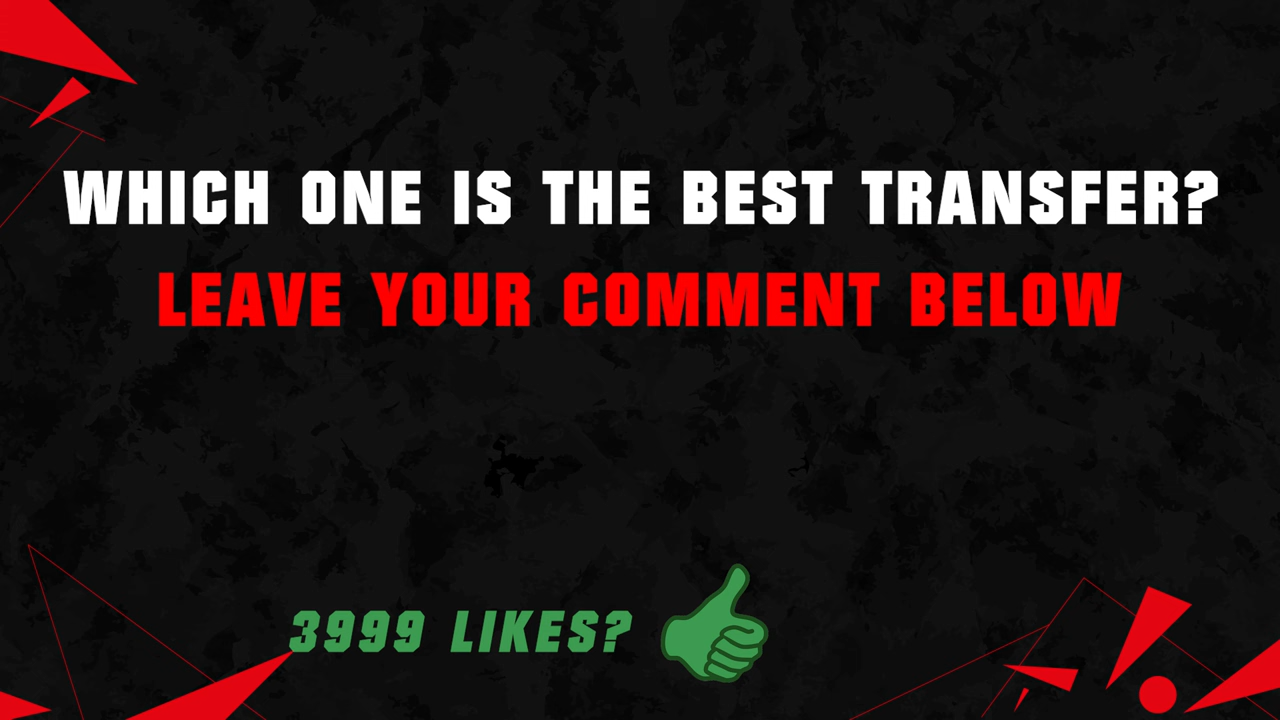 WHICH ONE IS THE BEST TRANSFER?
LEAVE YOUR COMMENT BELOW
3999 LIKES?